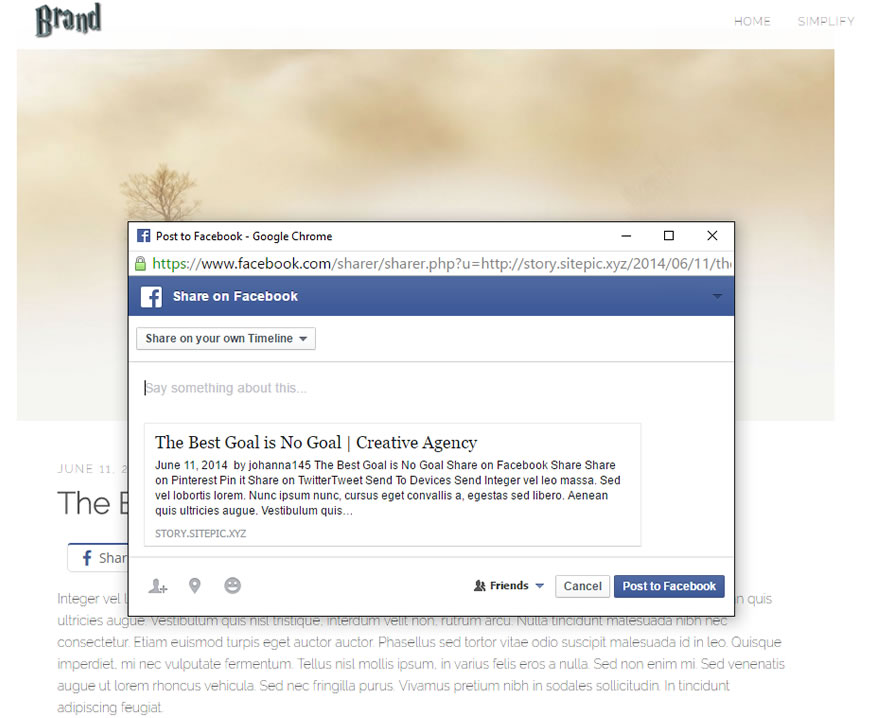 Brand
HOME SIMPLIFY
Post to Facebook - Google Chrome
https://www.facebook.com/sharer/sharer.php?u=http://story.sitepic.xyz/2014/06/11/the
Share on Facebook
Share on your own Timeline
Say something about this...
The Best Goal is No Goal | Creative Agency
June 11, 2014 by johanna145 The Best Goal is No Goal Share on Facebook Share Share
on Pinterest Pin it Share on TwitterTweet Send To Devices Send Integer vel leo massa. Sed
vel lobortis lorem. Nunc ipsum nunc, cursus eget convallis a, egestas sed libero. Aenean
quis ultricies augue. Vestibulum quis...
STORY.SITEPIC.XYZ
Friends Cancel Post to Facebook
JUNE 11, 2
The B
Shar
Integer vel l n quis
ultricies augue. Vestibulum quis nisl tristique, interdum velit non, rutrum arcu. Nulla tincidunt malesuada nibh nec
consectetur. Etiam euismod turpis eget auctor auctor. Phasellus sed tortor vitae odio suscipit malesuada id in leo. Quisque
imperdiet, mi nec vulputate fermentum. Tellus nisl mollis ipsum, in varius felis eros a nulla. Sed non enim mi. Sed venenatis
augue ut lorem rhoncus vehicula. Sed nec fringilla purus. Vivamus pretium nibh in sodales sollicitudin. In tincidunt
adipiscing feugiat.